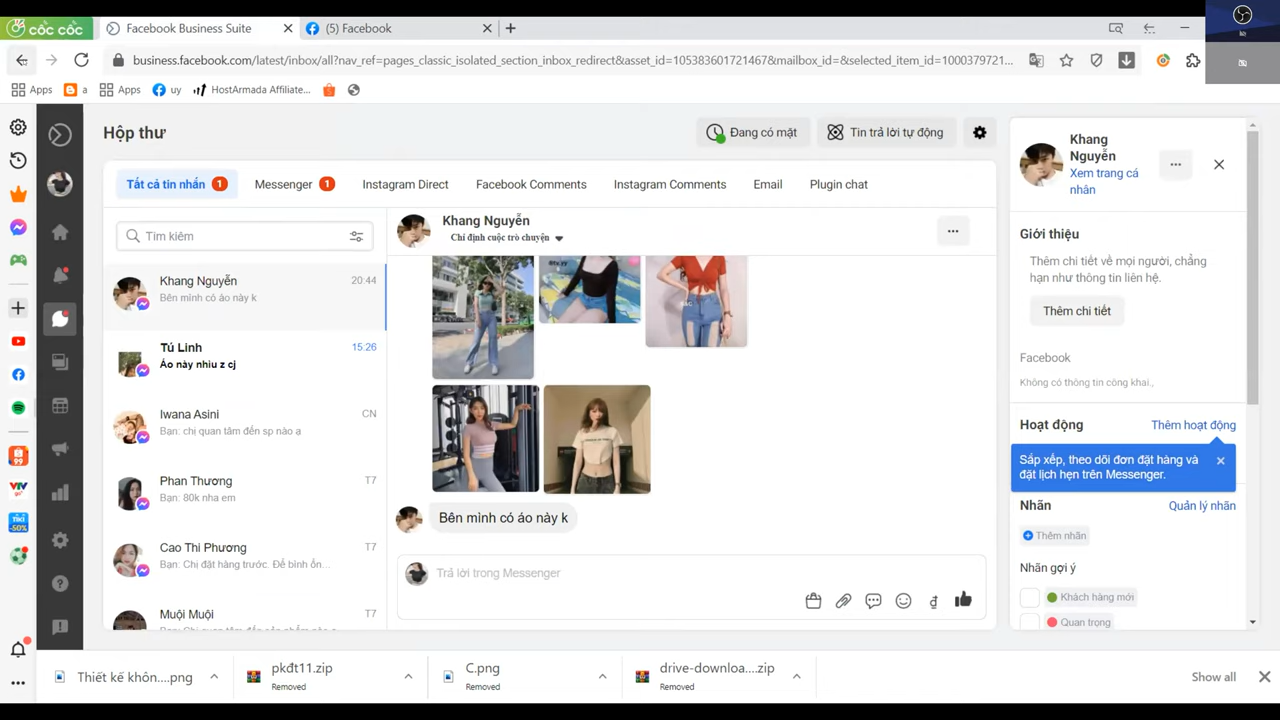 cốc cốc
Facebook Business Suite
(5) Facebook
business.facebook.com/latest/inbox/all?nav_ref=pages_classic_isolated_section_inbox_redirect&asset_id=105383601721467&mailbox_id=&selected_item_id=1000379721...
Apps
a
Apps
uy
HostArmada Affiliate...
Hộp thư
Đang có mặt
Tin trả lời tự động
Tất cả tin nhắn 1
Messenger 1
Instagram Direct
Facebook Comments
Instagram Comments
Email
Plugin chat
Tìm kiếm
Khang Nguyễn 20:44
Bên mình có áo này k
Tú Linh 15:26
Áo này nhiu z cj
Iwana Asini CN
Bạn: chị quan tâm đến sp nào ạ
Phan Thương T7
Bạn: 80k nha em
Cao Thi Phương T7
Bạn: Chị đặt hàng trước. Để bình ổn...
Muội Muội T7
Bạn: Chị quan tâm đến sản phẩm nào ạ
Khang Nguyễn
Chỉ định cuộc trò chuyện
Bên mình có áo này k
Trả lời trong Messenger
Khang
Nguyễn
Xem trang cá
nhân
Giới thiệu
Thêm chi tiết về mọi người, chẳng
hạn như thông tin liên hệ.
Thêm chi tiết
Facebook
Không có thông tin công khai.,
Hoạt động
Thêm hoạt động
Sắp xếp, theo dõi đơn đặt hàng và
đặt lịch hẹn trên Messenger.
Nhãn
Quản lý nhãn
Thêm nhãn
Nhãn gợi ý
Khách hàng mới
Quan trọng
Thiết kế khôn....png
pkđt11.zip
Removed
C.png
Removed
drive-downloa....zip
Removed
Show all